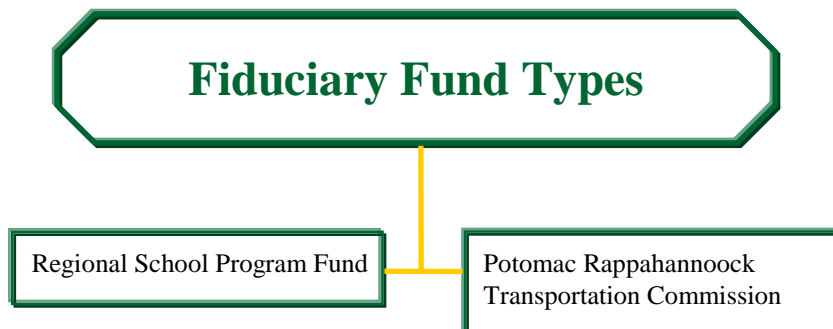 Fiduciary Fund Types
Regional School Program Fund
Potomac Rappahannoock
Transportation Commission